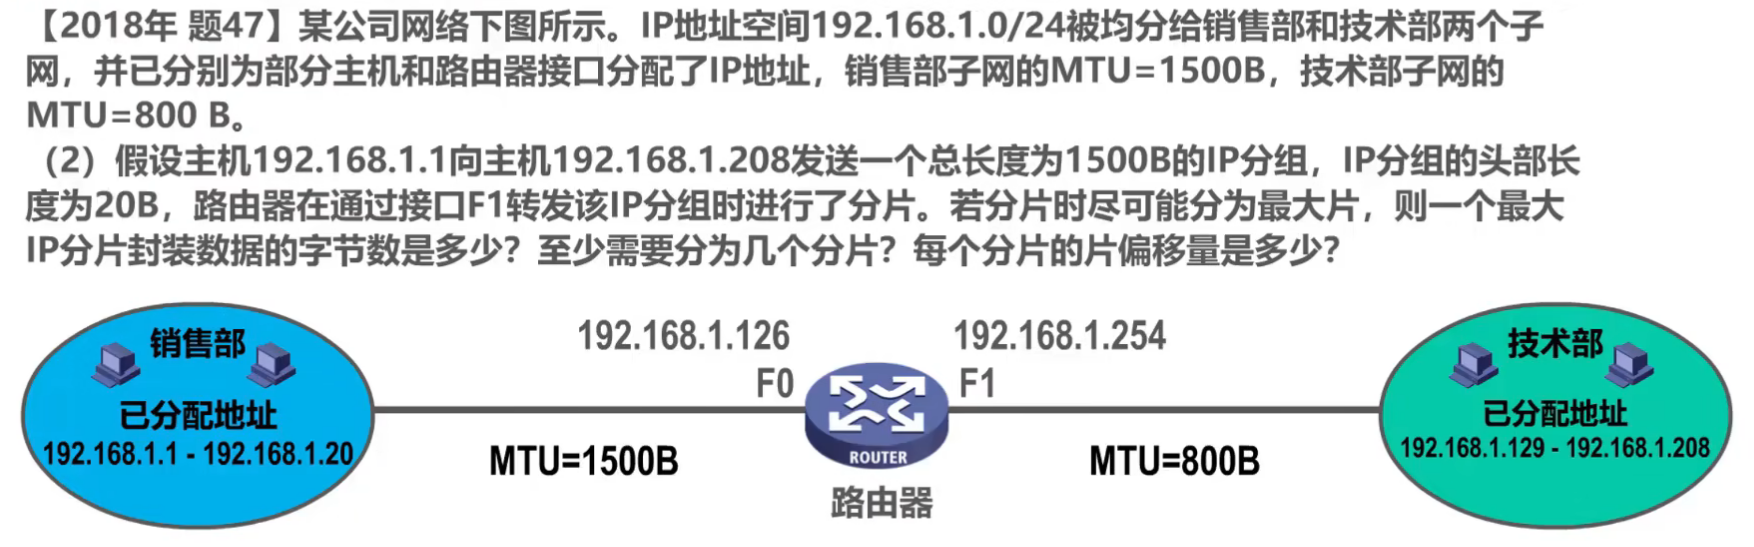 【2018年 题47】某公司网络下图所示。IP地址空间192.168.1.0/24被均分给销售部和技术部两个子
网，并已分别为部分主机和路由器接口分配了IP地址，销售部子网的MTU=1500B，技术部子网的
MTU=800 B。
（2）假设主机192.168.1.1向主机192.168.1.208发送一个总长度为1500B的IP分组，IP分组的头部长
度为20B，路由器在通过接口F1转发该IP分组时进行了分片。若分片时尽可能分为最大片，则一个最大
IP分片封装数据的字节数是多少？至少需要分为几个分片？每个分片的片偏移量是多少？
销售部
已分配地址
192.168.1.1 - 192.168.1.20
192.168.1.126
F0
MTU=1500B
ROUTER
路由器
192.168.1.254
F1
MTU=800B
技术部
已分配地址
192.168.1.129 - 192.168.1.208